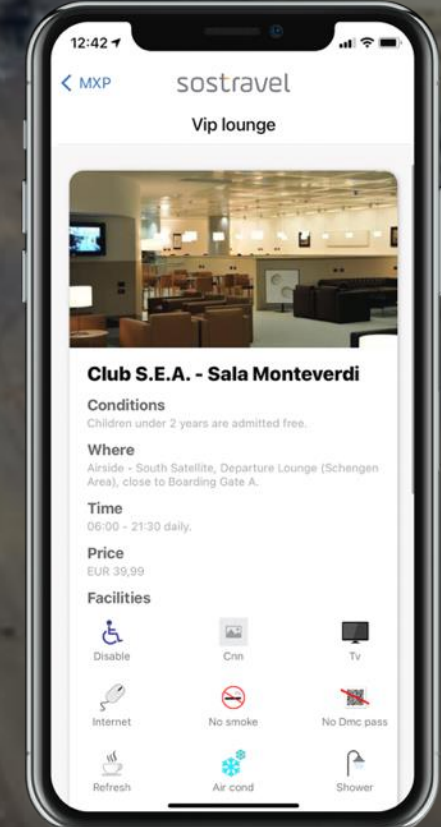 12:42
MXP
sostravel
Vip lounge
Club S.E.A. - Sala Monteverdi
Conditions
Children under 2 years are admitted free.
Where
Airside - South Satellite, Departure Lounge (Schengen
Area), close to Boarding Gate A.
Time
06:00 - 21:30 daily.
Price
EUR 39,99
Facilities
Disable
Cnn
Tv
Internet
No smoke
No Dmc pass
Refresh
Air cond
Shower